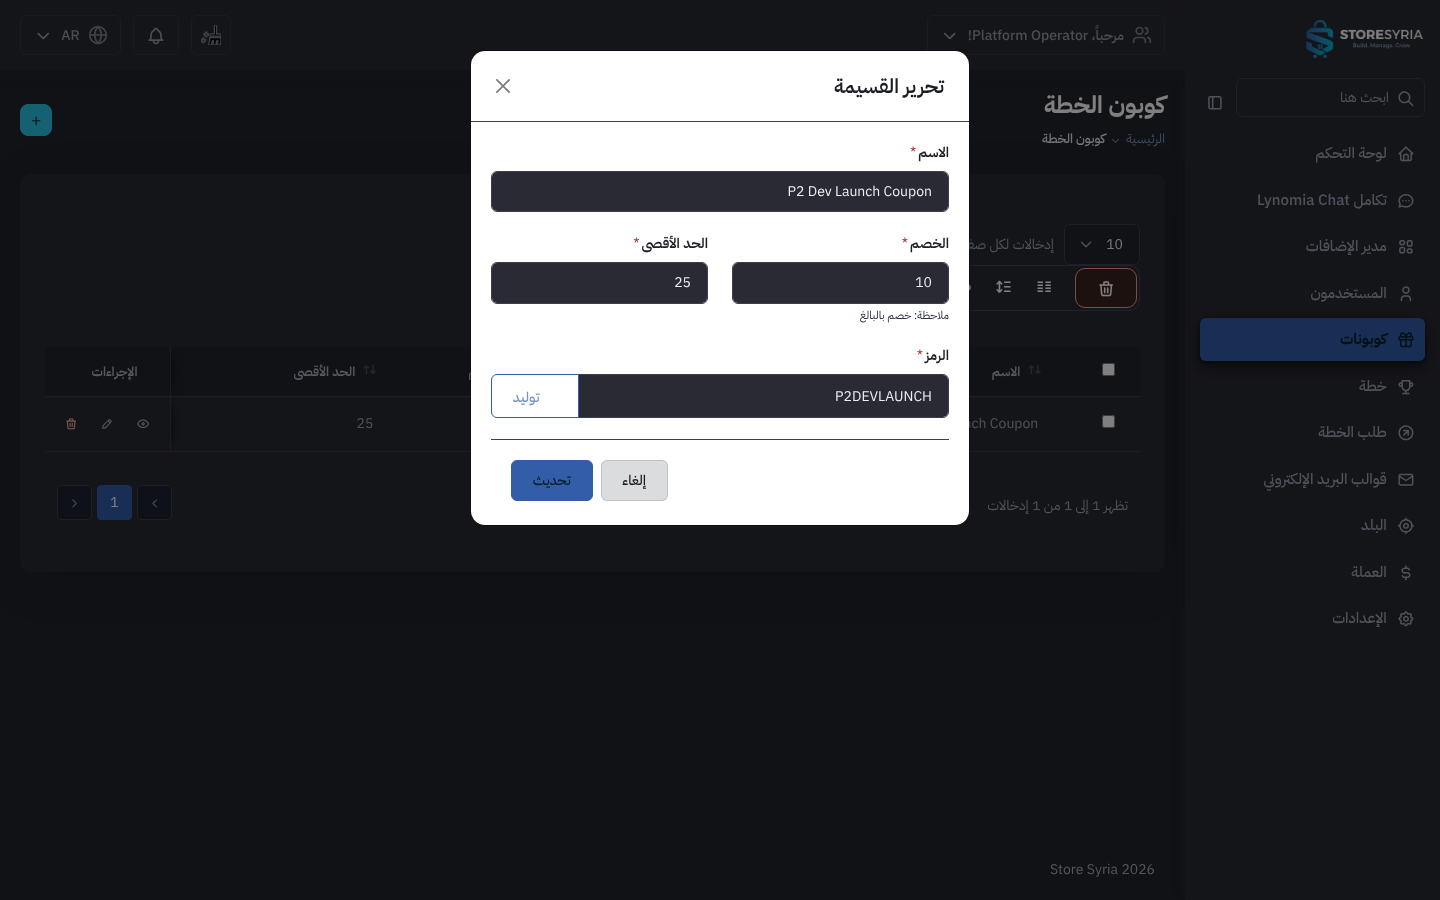 STORESYRIA
Build. Manage. Grow
مرحباً، Platform Operator!
AR
ابحث هنا
لوحة التحكم
تكامل Lynomia Chat
مدير الإضافات
المستخدمون
كوبونات
خطة
طلب الخطة
قوالب البريد الإلكتروني
البلد
العملة
الإعدادات
كوبون الخطة
الرئيسية
كوبون الخطة
+
10
إدخالات لكل
الاسم
الحد الأقصى
الإجراءات
Coupon
25
تظهر 1 إلى 1 من 1 إدخالات
1
تحرير القسيمة
الاسم*
P2 Dev Launch Coupon
الخصم*
الحد الأقصى*
10
25
ملاحظة: خصم بالبالغ
الرمز*
P2DEVLAUNCH
توليد
إلغاء
تحديث
Store Syria 2026